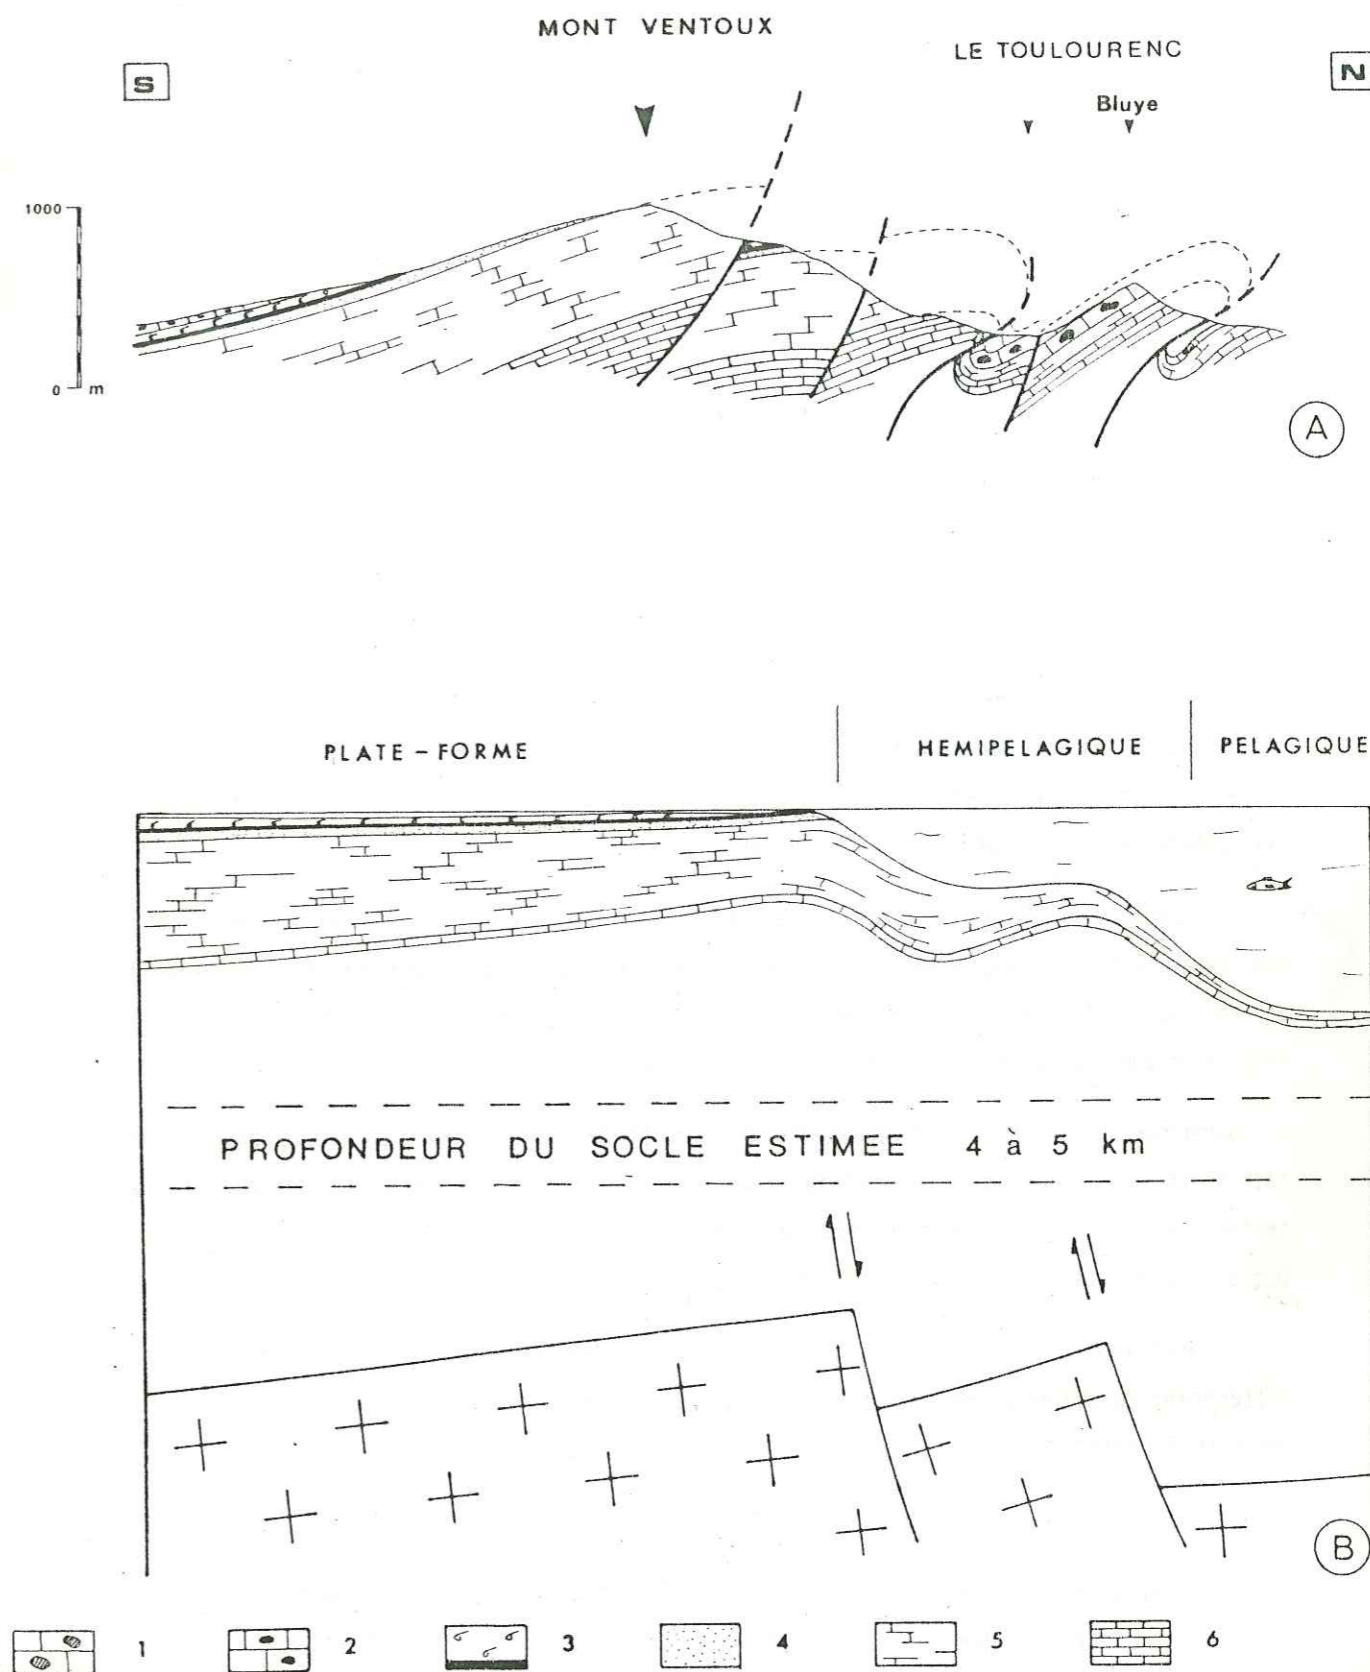 MONT VENTOUX
LE TOULOURENC
S
N
Bluye
1000
0 m
A
PLATE - FORME
HEMIPELAGIQUE
PELAGIQUE
PROFONDEUR DU SOCLE ESTIMEE 4 à 5 km
B
1 2 3 4 5 6